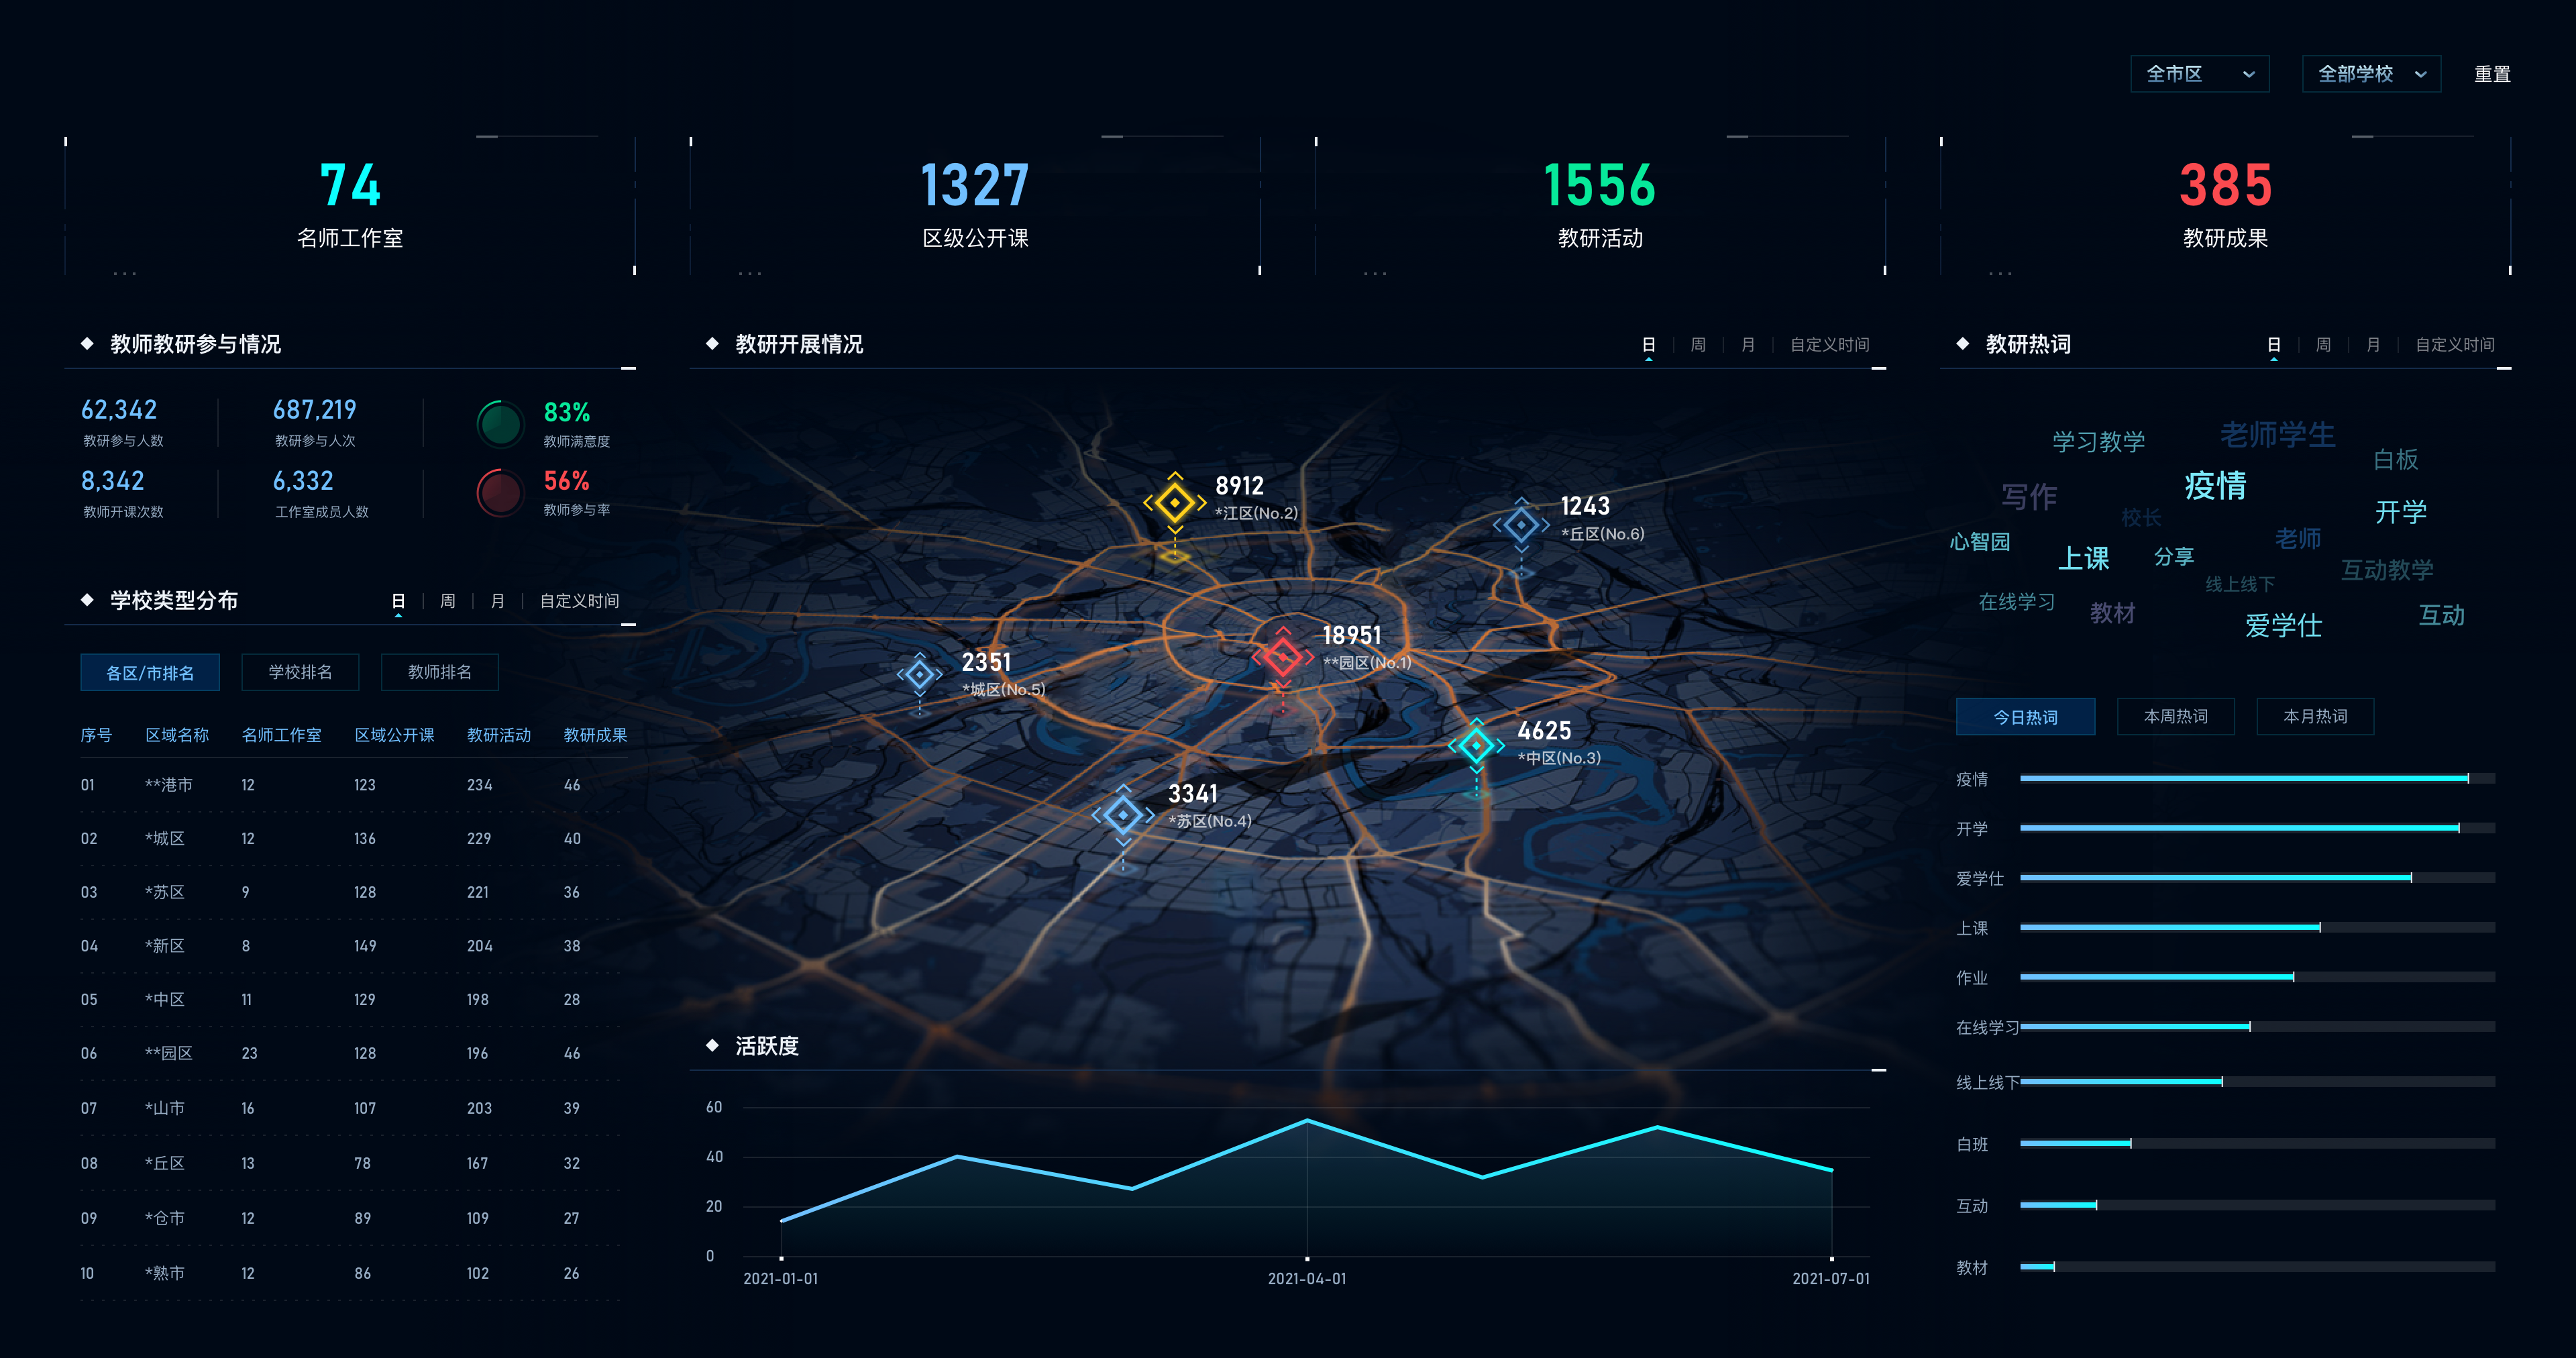 全市区 全部学校 重置
74
名师工作室
1327
区级公开课
1556
教研活动
385
教研成果
教师教研参与情况
62,342 687,219 83%
教研参与人数 教研参与人次 教师满意度
8,342 6,332 56%
教师开课次数 工作室成员人数 教师参与率
学校类型分布 日 周 月 自定义时间
各区/市排名 学校排名 教师排名
序号 区域名称 名师工作室 区域公开课 教研活动 教研成果
01 **港市 12 123 234 46
02 *城区 12 136 229 40
03 *苏区 9 128 221 36
04 *新区 8 149 204 38
05 *中区 11 129 198 28
06 **园区 23 128 196 46
07 *山市 16 107 203 39
08 *丘区 13 78 167 32
09 *仓市 12 89 109 27
10 *熟市 12 86 102 26
教研开展情况 日 周 月 自定义时间
8912
*江区(No.2)
1243
*丘区(No.6)
18951
**园区(No.1)
2351
*城区(No.5)
4625
*中区(No.3)
3341
*苏区(No.4)
活跃度
60
40
20
0
2021-01-01 2021-04-01 2021-07-01
教研热词 日 周 月 自定义时间
老师学生
学习教学
白板
疫情
写作
开学
校长
老师
心智园
上课
分享
互动教学
线上线下
在线学习
教材
互动
爱学仕
今日热词 本周热词 本月热词
疫情
开学
爱学仕
上课
作业
在线学习
线上线下
白班
互动
教材